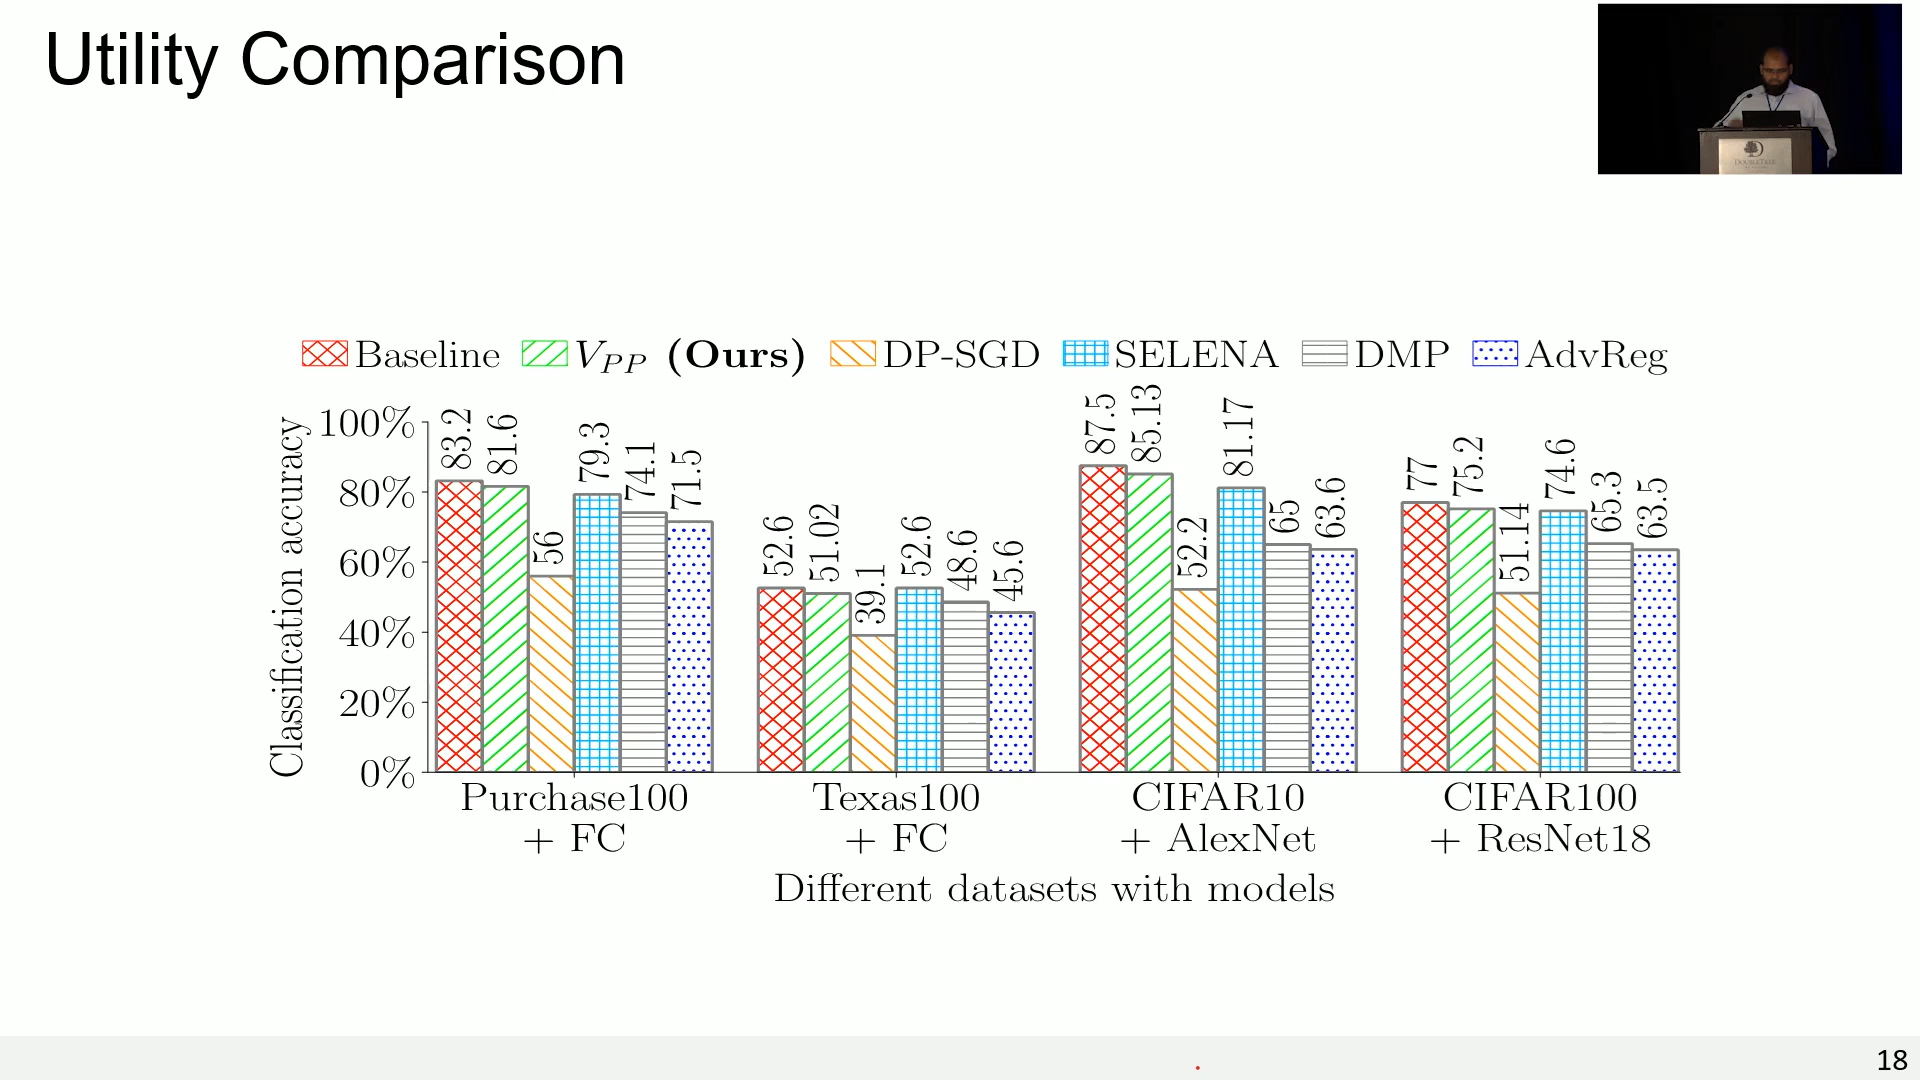 Utility Comparison
DOUBLETREE
Baseline V_PP (Ours) DP-SGD SELENA DMP AdvReg
Classification accuracy
100%
80%
60%
40%
20%
0%
83.2 81.6 56 79.3 74.1 71.5
52.6 51.02 39.1 52.6 48.6 45.6
87.5 85.13 52.2 81.17 65 63.6
77 75.2 51.14 74.6 65.3 63.5
Purchase100
+ FC
Texas100
+ FC
CIFAR10
+ AlexNet
CIFAR100
+ ResNet18
Different datasets with models
18